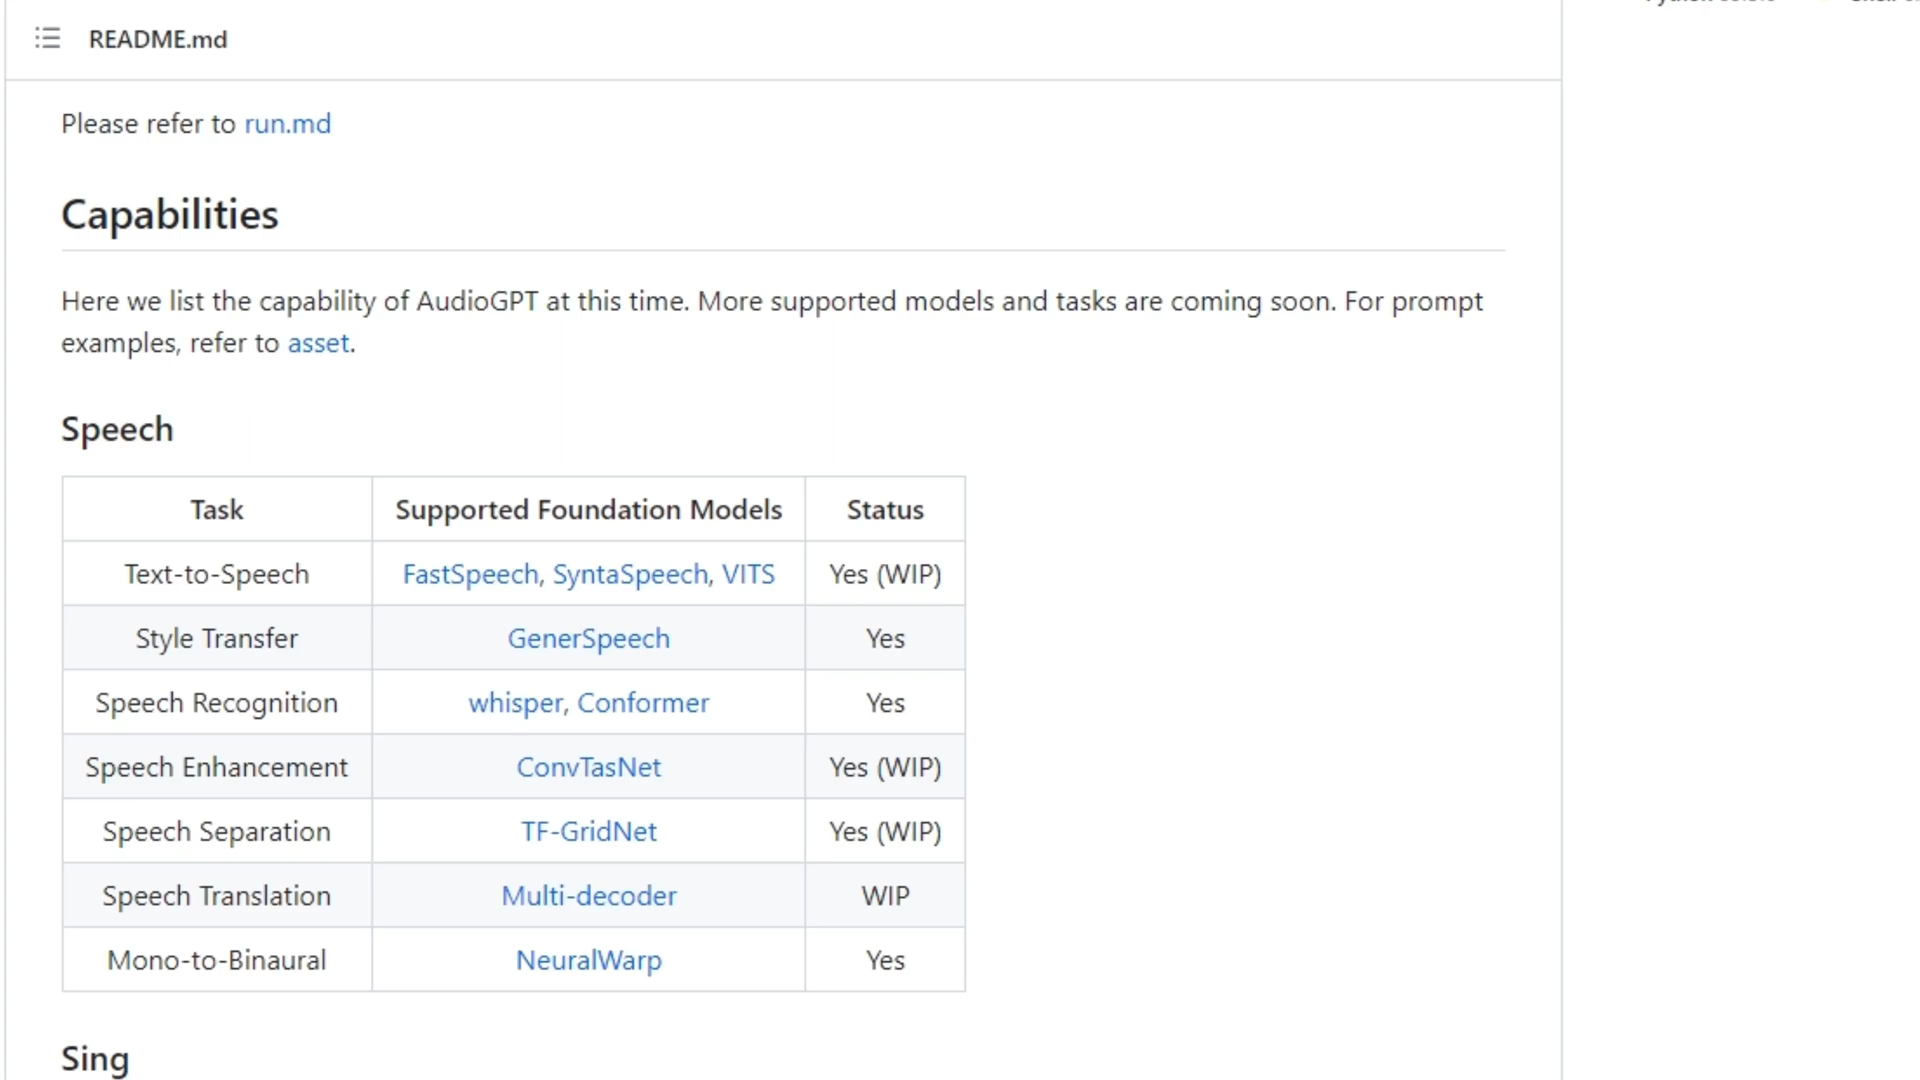 README.md
Please refer to run.md
Capabilities
Here we list the capability of AudioGPT at this time. More supported models and tasks are coming soon. For prompt
examples, refer to asset.
Speech
Task Supported Foundation Models Status
Text-to-Speech FastSpeech, SyntaSpeech, VITS Yes (WIP)
Style Transfer GenerSpeech Yes
Speech Recognition whisper, Conformer Yes
Speech Enhancement ConvTasNet Yes (WIP)
Speech Separation TF-GridNet Yes (WIP)
Speech Translation Multi-decoder WIP
Mono-to-Binaural NeuralWarp Yes
Sing